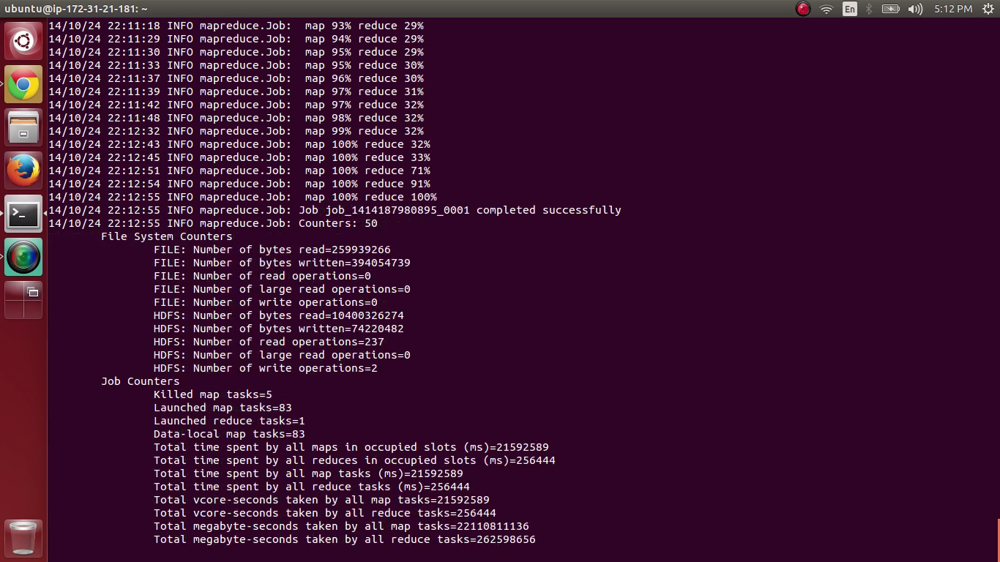 ubuntu@ip-172-31-21-181: ~
En
5:12 PM
14/10/24 22:11:18 INFO mapreduce.Job:  map 93% reduce 29%
14/10/24 22:11:29 INFO mapreduce.Job:  map 94% reduce 29%
14/10/24 22:11:30 INFO mapreduce.Job:  map 95% reduce 29%
14/10/24 22:11:33 INFO mapreduce.Job:  map 95% reduce 30%
14/10/24 22:11:37 INFO mapreduce.Job:  map 96% reduce 30%
14/10/24 22:11:39 INFO mapreduce.Job:  map 97% reduce 31%
14/10/24 22:11:42 INFO mapreduce.Job:  map 97% reduce 32%
14/10/24 22:11:48 INFO mapreduce.Job:  map 98% reduce 32%
14/10/24 22:12:32 INFO mapreduce.Job:  map 99% reduce 32%
14/10/24 22:12:43 INFO mapreduce.Job:  map 100% reduce 32%
14/10/24 22:12:45 INFO mapreduce.Job:  map 100% reduce 33%
14/10/24 22:12:51 INFO mapreduce.Job:  map 100% reduce 71%
14/10/24 22:12:54 INFO mapreduce.Job:  map 100% reduce 91%
14/10/24 22:12:55 INFO mapreduce.Job:  map 100% reduce 100%
14/10/24 22:12:55 INFO mapreduce.Job: Job job_1414187980895_0001 completed successfully
14/10/24 22:12:55 INFO mapreduce.Job: Counters: 50
File System Counters
FILE: Number of bytes read=259939266
FILE: Number of bytes written=394054739
FILE: Number of read operations=0
FILE: Number of large read operations=0
FILE: Number of write operations=0
HDFS: Number of bytes read=10400326274
HDFS: Number of bytes written=74220482
HDFS: Number of read operations=237
HDFS: Number of large read operations=0
HDFS: Number of write operations=2
Job Counters
Killed map tasks=5
Launched map tasks=83
Launched reduce tasks=1
Data-local map tasks=83
Total time spent by all maps in occupied slots (ms)=21592589
Total time spent by all reduces in occupied slots (ms)=256444
Total time spent by all map tasks (ms)=21592589
Total time spent by all reduce tasks (ms)=256444
Total vcore-seconds taken by all map tasks=21592589
Total vcore-seconds taken by all reduce tasks=256444
Total megabyte-seconds taken by all map tasks=22110811136
Total megabyte-seconds taken by all reduce tasks=262598656